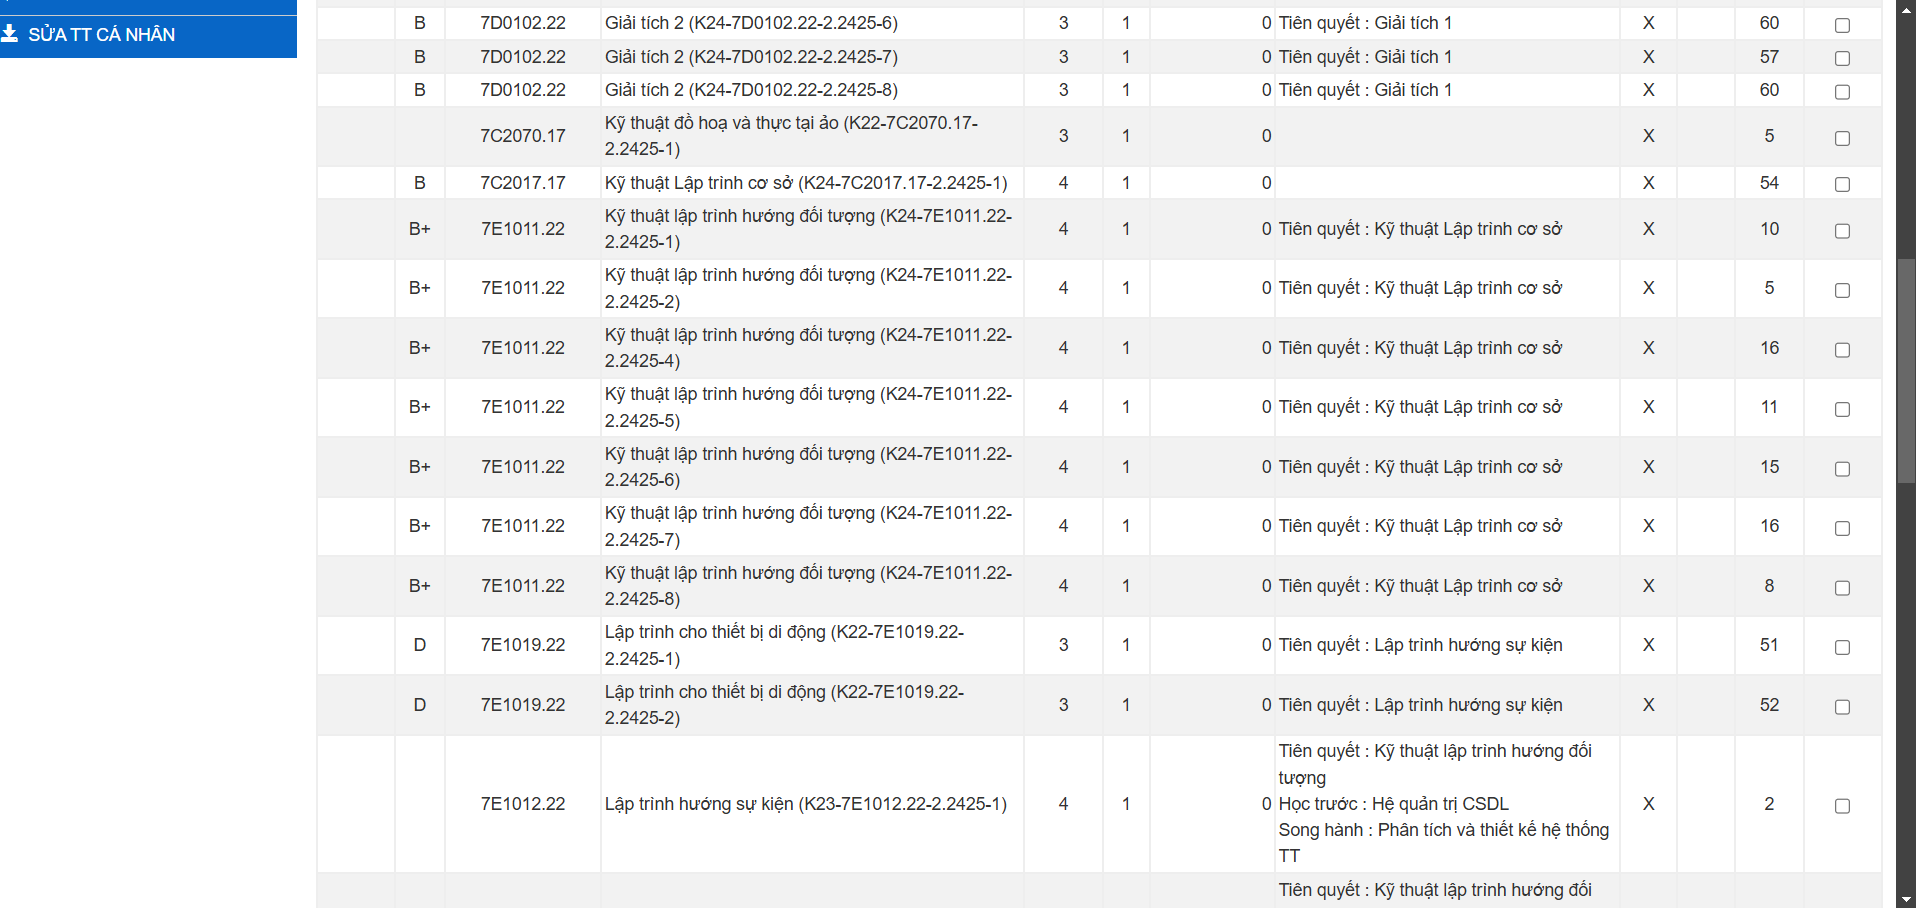 SỬA TT CÁ NHÂN
B 7D0102.22 Giải tích 2 (K24-7D0102.22-2.2425-6) 3 1 0 Tiên quyết : Giải tích 1 X 60
B 7D0102.22 Giải tích 2 (K24-7D0102.22-2.2425-7) 3 1 0 Tiên quyết : Giải tích 1 X 57
B 7D0102.22 Giải tích 2 (K24-7D0102.22-2.2425-8) 3 1 0 Tiên quyết : Giải tích 1 X 60
7C2070.17 Kỹ thuật đồ hoạ và thực tại ảo (K22-7C2070.17-
2.2425-1) 3 1 0 X 5
B 7C2017.17 Kỹ thuật Lập trình cơ sở (K24-7C2017.17-2.2425-1) 4 1 0 X 54
B+ 7E1011.22 Kỹ thuật lập trình hướng đối tượng (K24-7E1011.22-
2.2425-1) 4 1 0 Tiên quyết : Kỹ thuật Lập trình cơ sở X 10
B+ 7E1011.22 Kỹ thuật lập trình hướng đối tượng (K24-7E1011.22-
2.2425-2) 4 1 0 Tiên quyết : Kỹ thuật Lập trình cơ sở X 5
B+ 7E1011.22 Kỹ thuật lập trình hướng đối tượng (K24-7E1011.22-
2.2425-4) 4 1 0 Tiên quyết : Kỹ thuật Lập trình cơ sở X 16
B+ 7E1011.22 Kỹ thuật lập trình hướng đối tượng (K24-7E1011.22-
2.2425-5) 4 1 0 Tiên quyết : Kỹ thuật Lập trình cơ sở X 11
B+ 7E1011.22 Kỹ thuật lập trình hướng đối tượng (K24-7E1011.22-
2.2425-6) 4 1 0 Tiên quyết : Kỹ thuật Lập trình cơ sở X 15
B+ 7E1011.22 Kỹ thuật lập trình hướng đối tượng (K24-7E1011.22-
2.2425-7) 4 1 0 Tiên quyết : Kỹ thuật Lập trình cơ sở X 16
B+ 7E1011.22 Kỹ thuật lập trình hướng đối tượng (K24-7E1011.22-
2.2425-8) 4 1 0 Tiên quyết : Kỹ thuật Lập trình cơ sở X 8
D 7E1019.22 Lập trình cho thiết bị di động (K22-7E1019.22-
2.2425-1) 3 1 0 Tiên quyết : Lập trình hướng sự kiện X 51
D 7E1019.22 Lập trình cho thiết bị di động (K22-7E1019.22-
2.2425-2) 3 1 0 Tiên quyết : Lập trình hướng sự kiện X 52
7E1012.22 Lập trình hướng sự kiện (K23-7E1012.22-2.2425-1) 4 1 0 Tiên quyết : Kỹ thuật lập trình hướng đối
tượng
Học trước : Hệ quản trị CSDL
Song hành : Phân tích và thiết kế hệ thống
TT
X 2
Tiên quyết : Kỹ thuật lập trình hướng đối